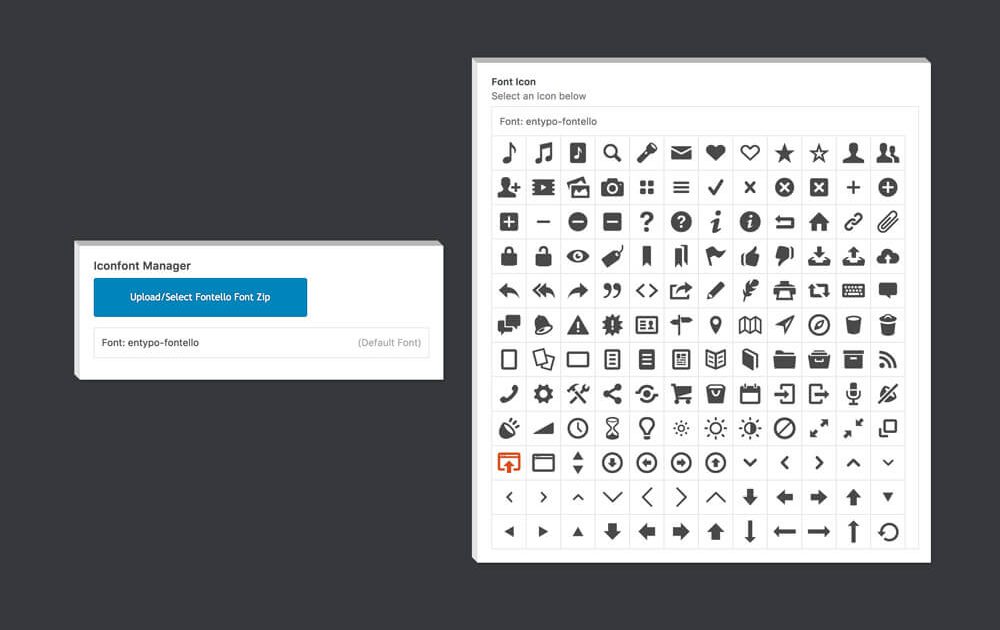 Iconfont Manager
Upload/Select Fontello Font Zip
Font: entypo-fontello (Default Font)
Font Icon
Select an Icon below
Font: entypo-fontello